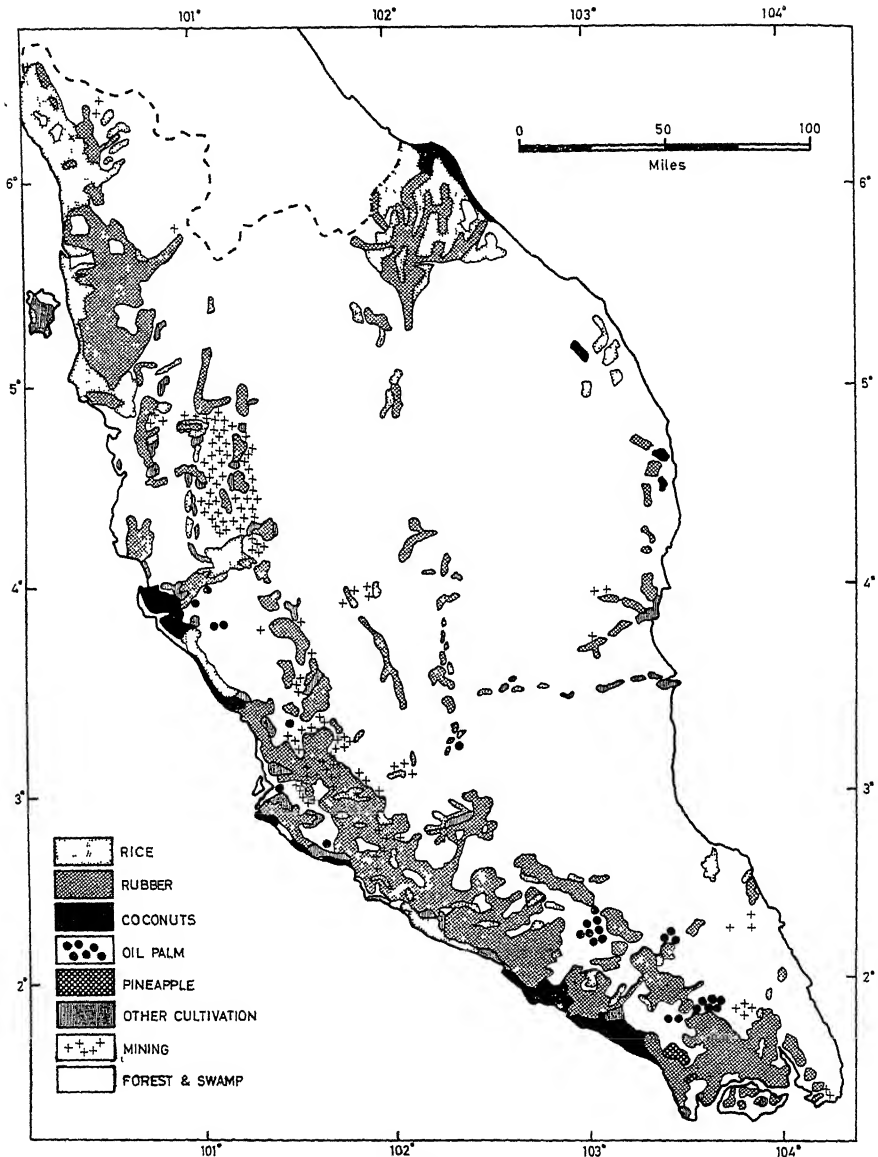 101° 102° 103° 104°
0 50 100
Miles
6° 6°
5° 5°
4° 4°
3° 3°
2° 2°
RICE
RUBBER
COCONUTS
OIL PALM
PINEAPPLE
OTHER CULTIVATION
MINING
FOREST & SWAMP
101° 102° 103° 104°